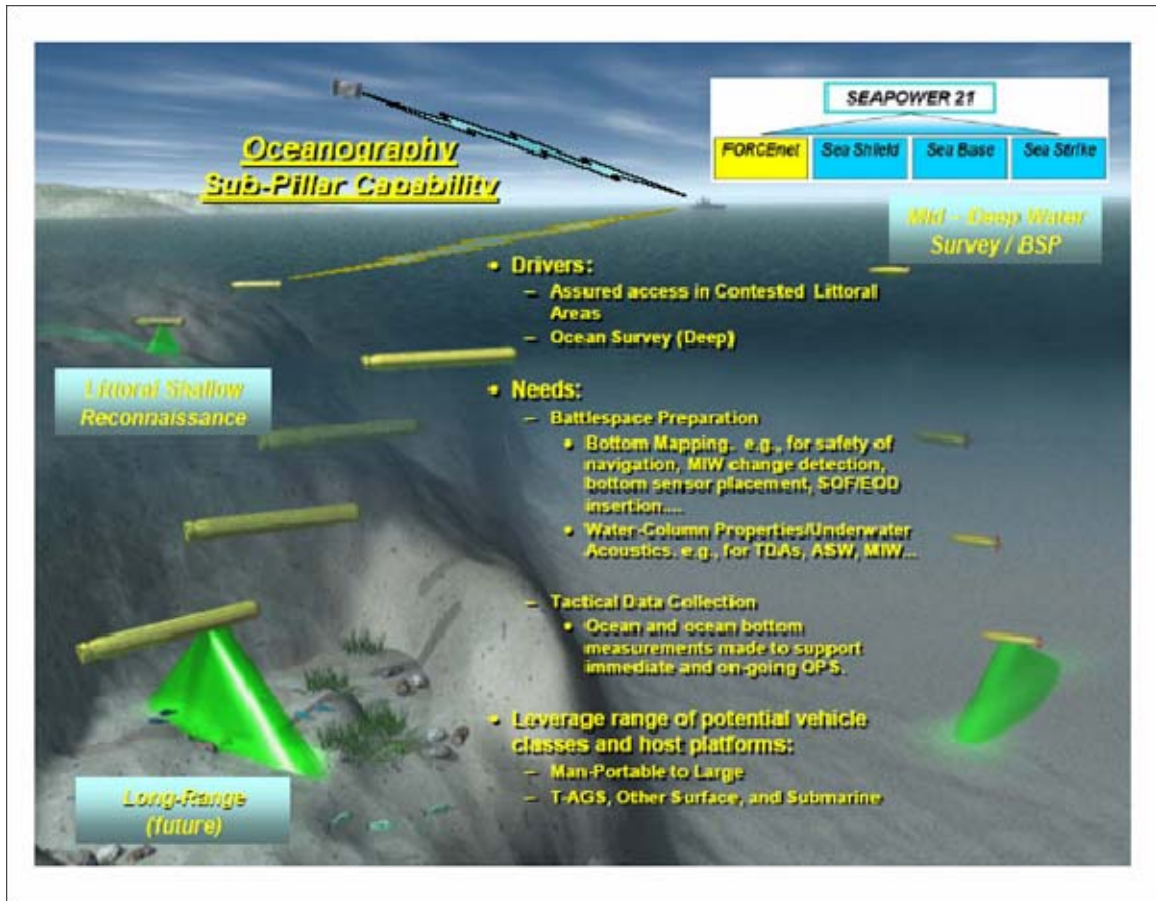 Oceanography
Sub-Pillar Capability
SEAPOWER 21
FORCEnet
Sea Shield
Sea Base
Sea Strike
Mid – Deep Water
Survey / BSP
• Drivers:
– Assured access in Contested Littoral
Areas
– Ocean Survey (Deep)
Littoral Shallow
Reconnaissance
• Needs:
– Battlespace Preparation
• Bottom Mapping. e.g., for safety of
navigation, MIW change detection,
bottom sensor placement, SOF/EOD
insertion....
• Water-Column Properties/Underwater
Acoustics. e.g., for TDAs, ASW, MIW...
– Tactical Data Collection
• Ocean and ocean bottom
measurements made to support
immediate and on-going OPS.
• Leverage range of potential vehicle
classes and host platforms:
– Man-Portable to Large
– T-AGS, Other Surface, and Submarine
Long-Range
(future)